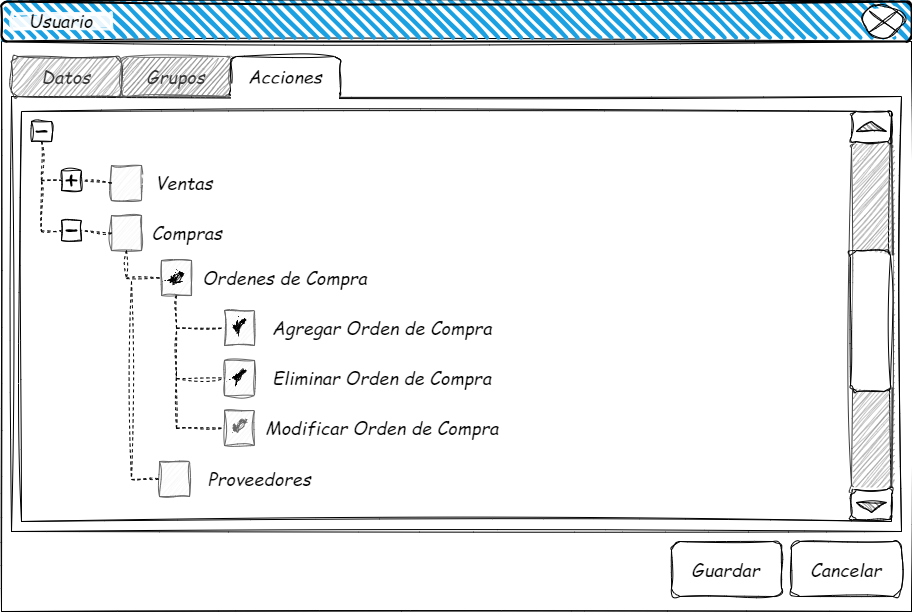 Usuario
Datos
Grupos
Acciones
Ventas
Compras
Ordenes de Compra
Agregar Orden de Compra
Eliminar Orden de Compra
Modificar Orden de Compra
Proveedores
Guardar
Cancelar